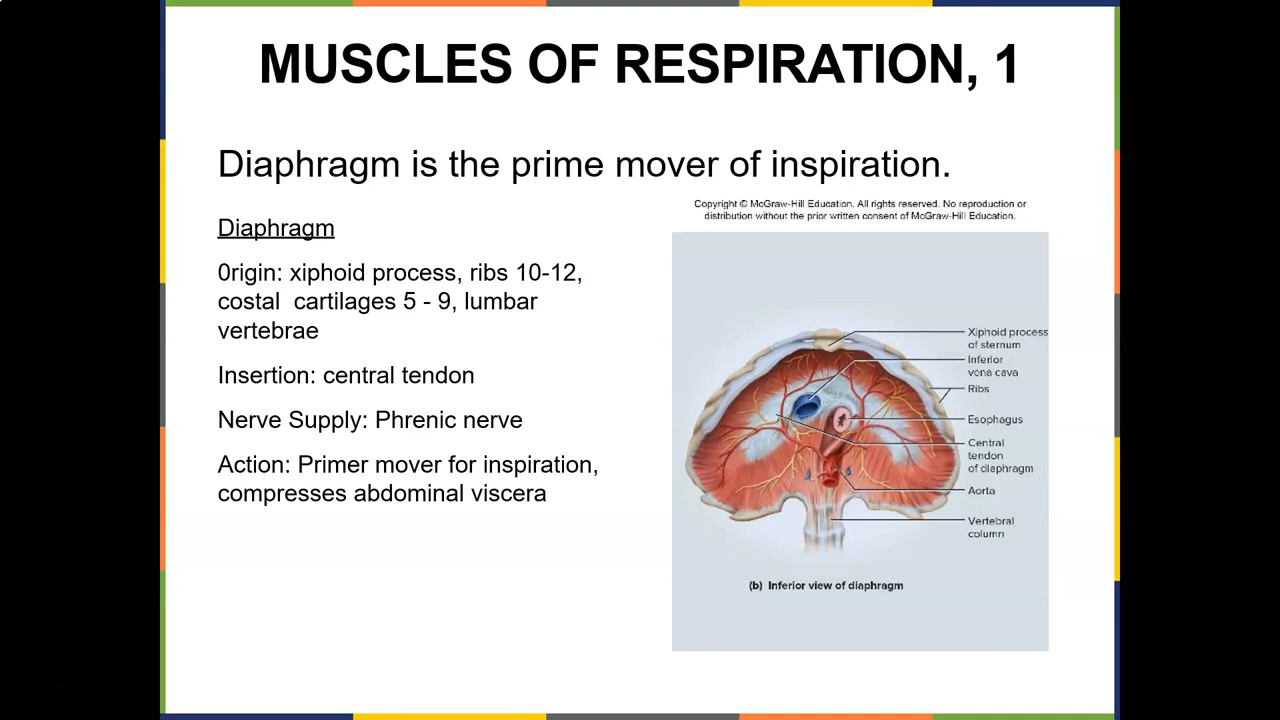 MUSCLES OF RESPIRATION, 1
Diaphragm is the prime mover of inspiration.
Diaphragm
0rigin: xiphoid process, ribs 10-12,
costal  cartilages 5 - 9, lumbar
vertebrae
Insertion: central tendon
Nerve Supply: Phrenic nerve
Action: Primer mover for inspiration,
compresses abdominal viscera
Copyright © McGraw-Hill Education. All rights reserved. No reproduction or
distribution without the prior written consent of McGraw-Hill Education.
Xiphoid process
of sternum
Inferior
vena cava
Ribs
Esophagus
Central
tendon
of diaphragm
Aorta
Vertebral
column
(b) Inferior view of diaphragm